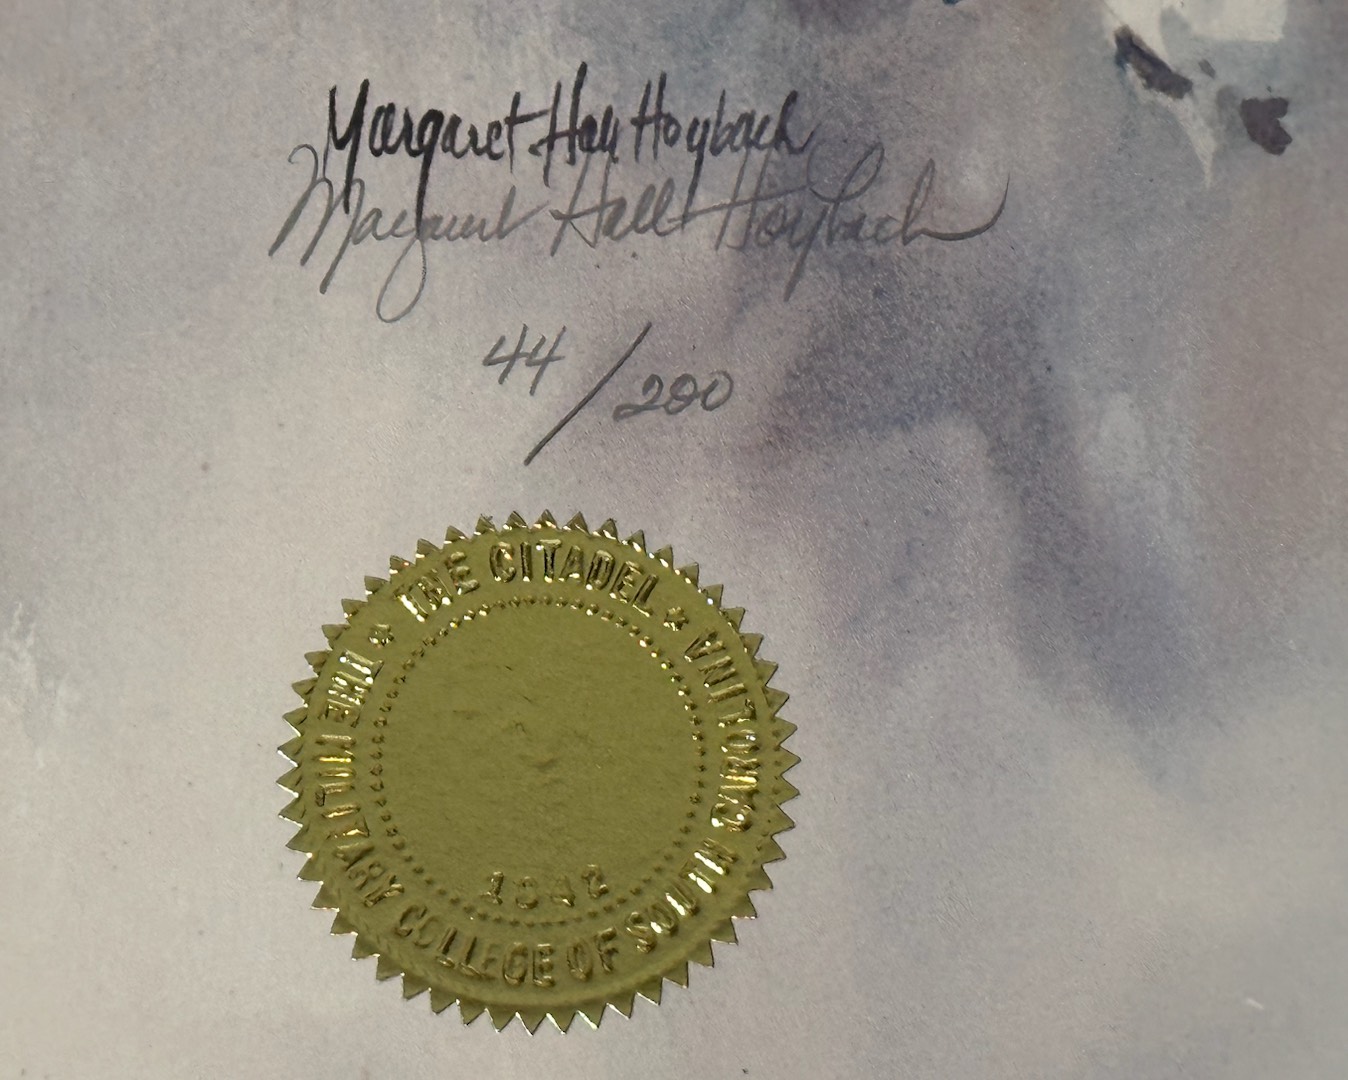 Margaret Hall Hoybach
Margaret Hall Hoybach
44/200
THE CITADEL
THE MILITARY COLLEGE OF SOUTH CAROLINA
1842